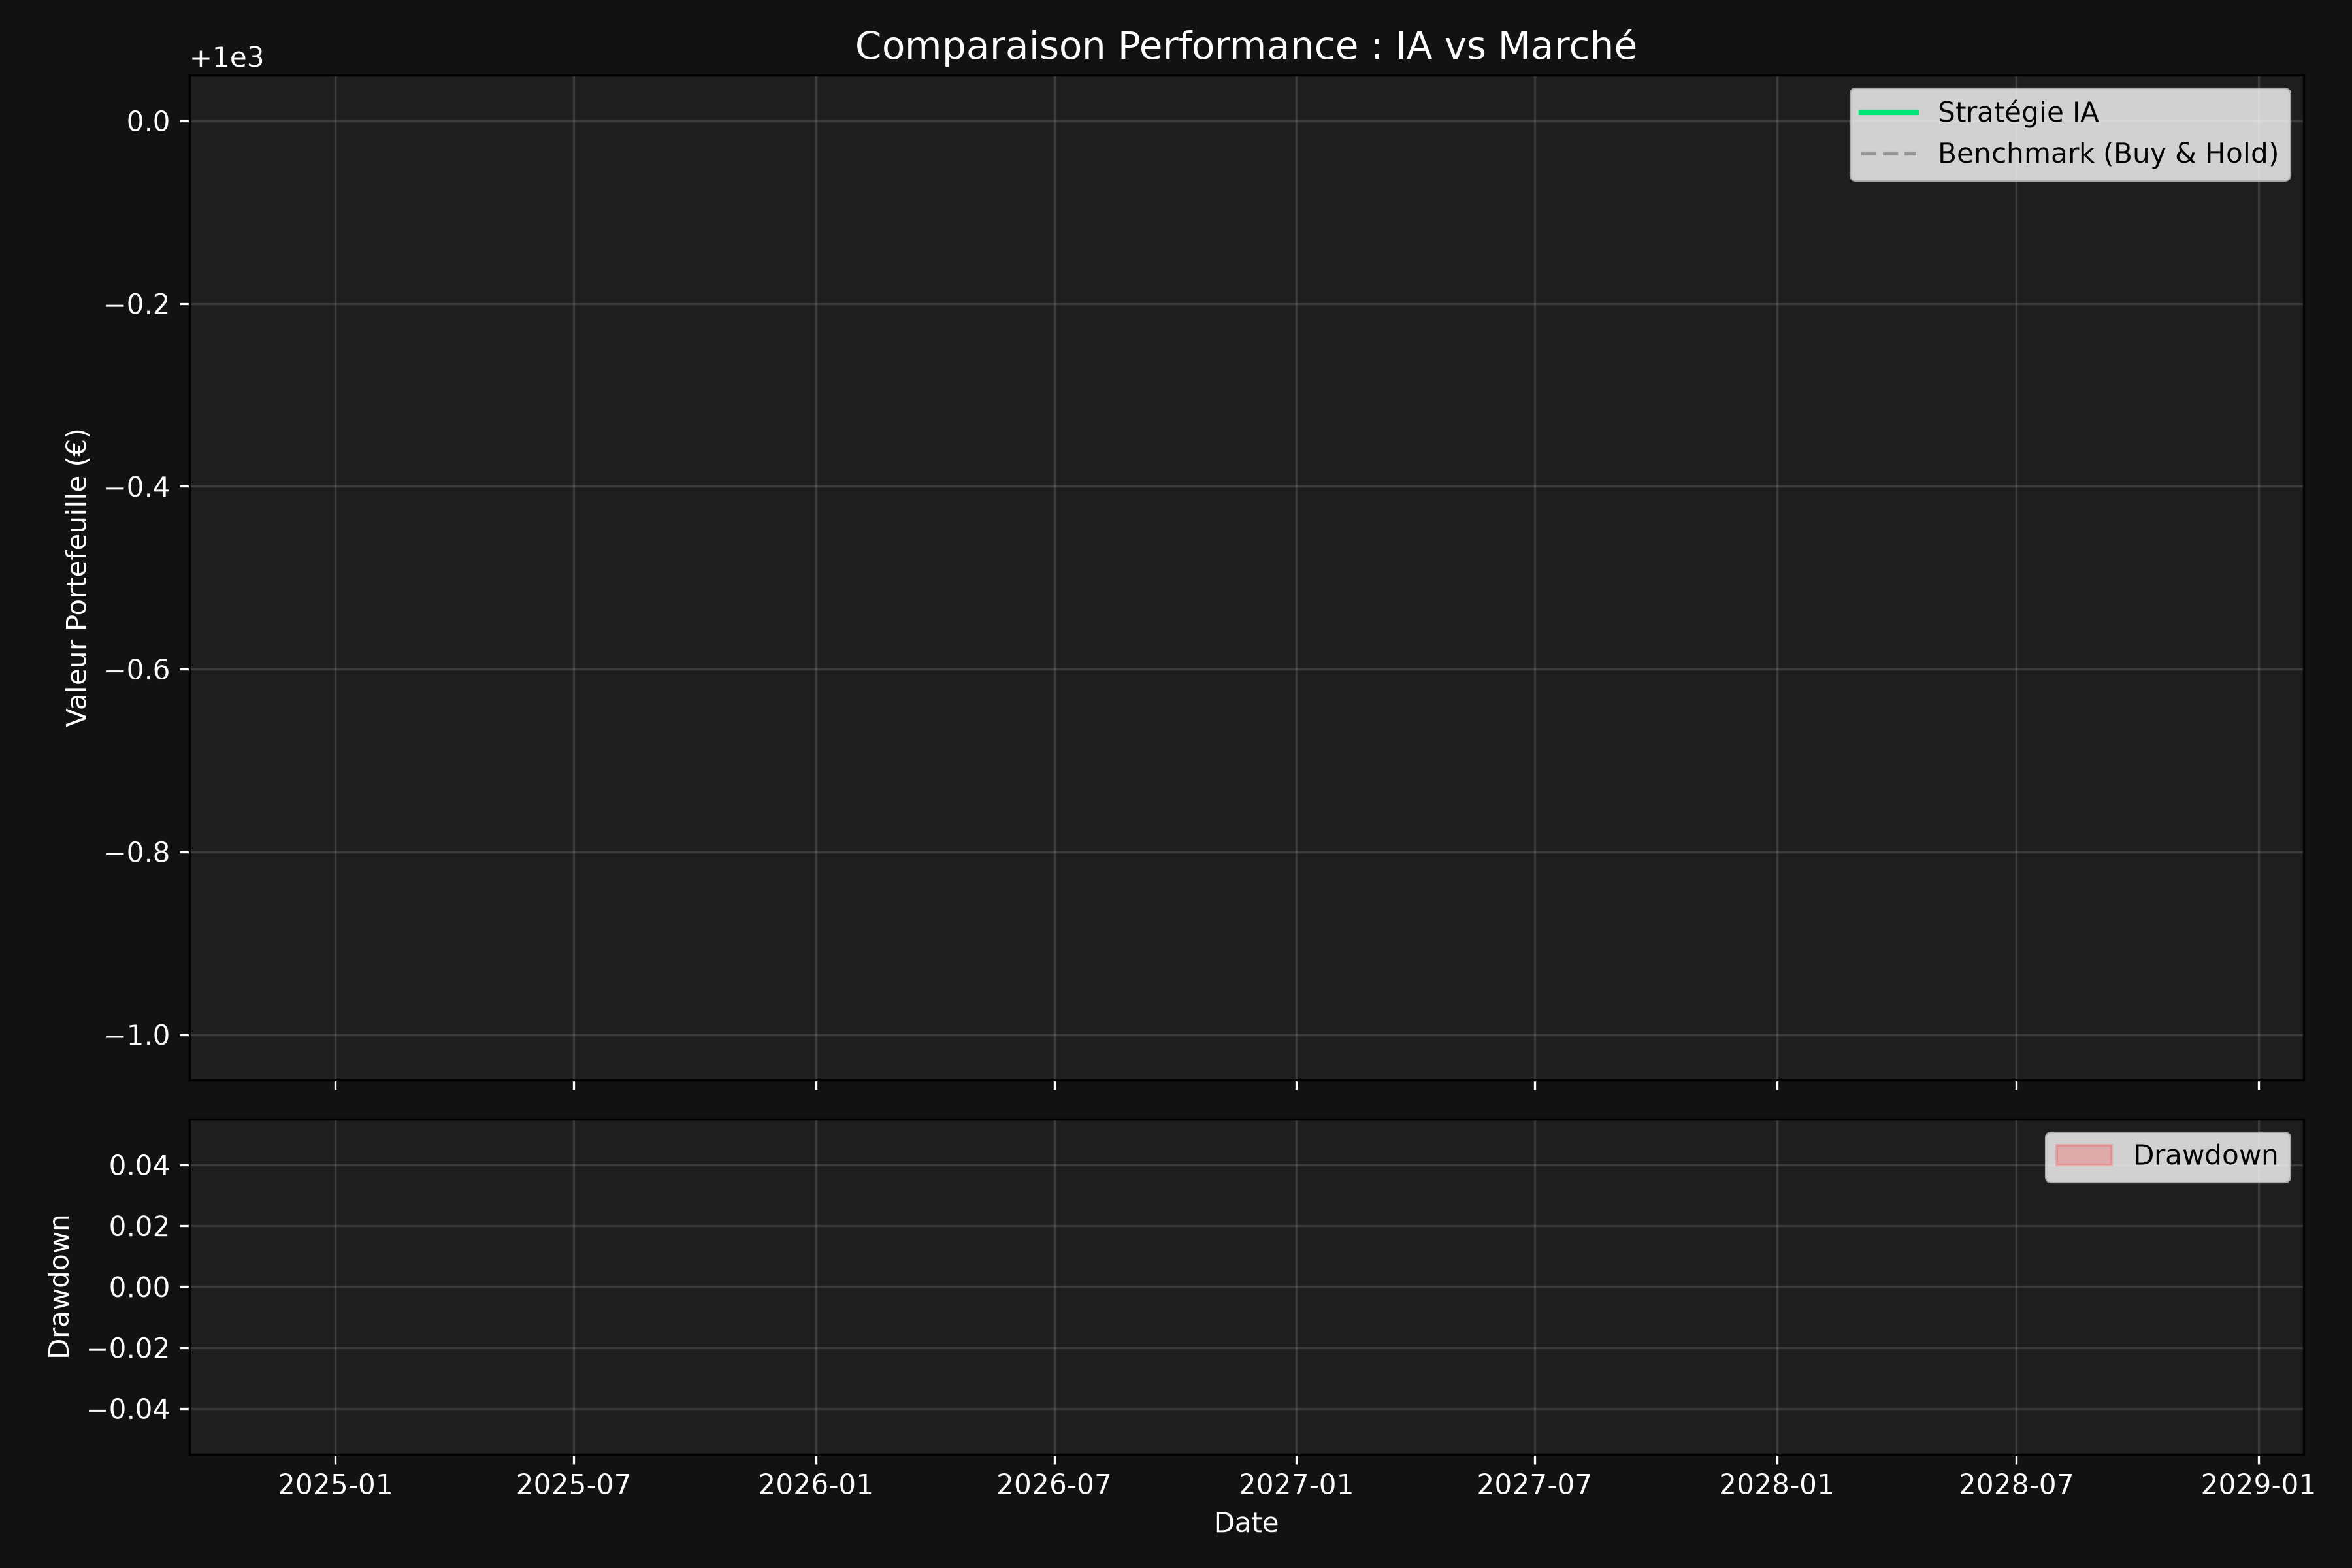 Comparaison Performance : IA vs Marché
+1e3
Stratégie IA
Benchmark (Buy & Hold)
Valeur Portefeuille (€)
0.0
−0.2
−0.4
−0.6
−0.8
−1.0
Drawdown
Drawdown
0.04
0.02
0.00
−0.02
−0.04
2025-01
2025-07
2026-01
2026-07
2027-01
2027-07
2028-01
2028-07
2029-01
Date